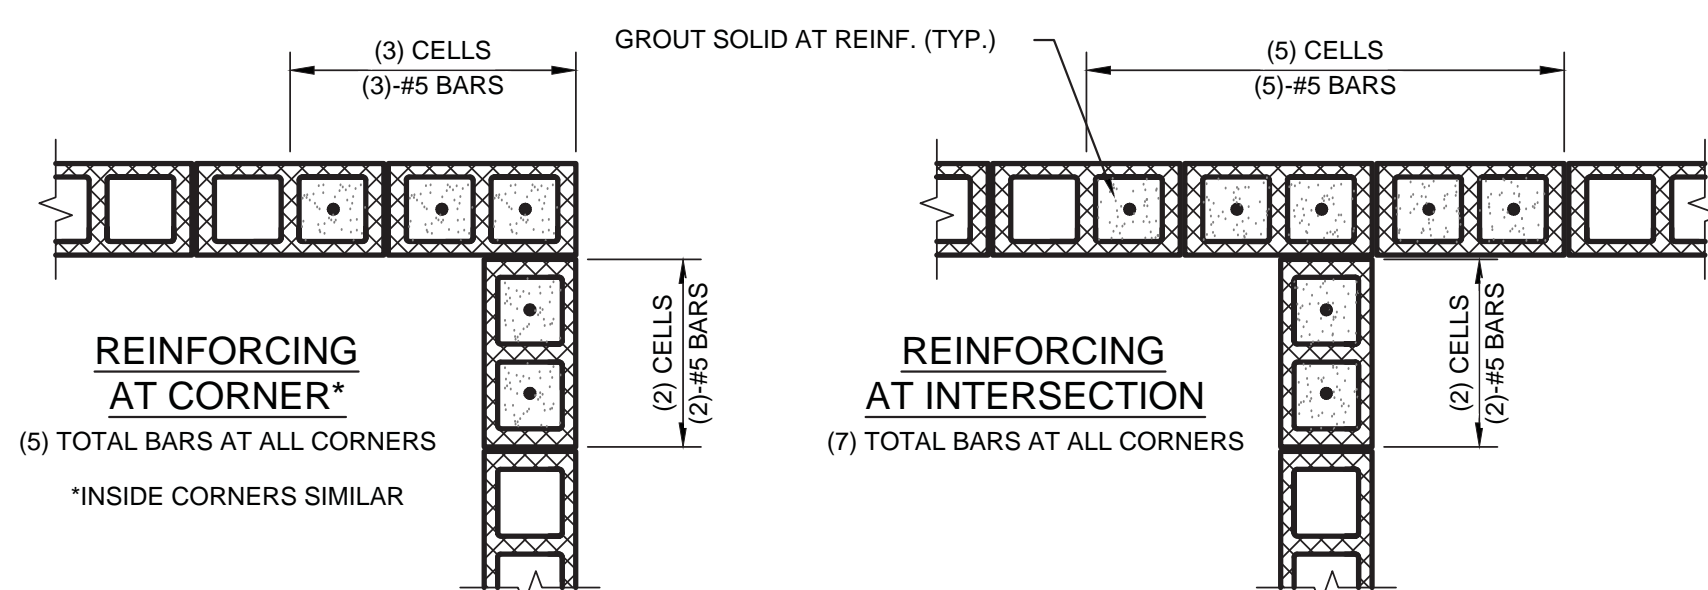 (3) CELLS
(3)-#5 BARS
GROUT SOLID AT REINF. (TYP.)
(5) CELLS
(5)-#5 BARS
(2) CELLS
(2)-#5 BARS
REINFORCING
AT CORNER*
(5) TOTAL BARS AT ALL CORNERS
*INSIDE CORNERS SIMILAR
(2) CELLS
(2)-#5 BARS
REINFORCING
AT INTERSECTION
(7) TOTAL BARS AT ALL CORNERS